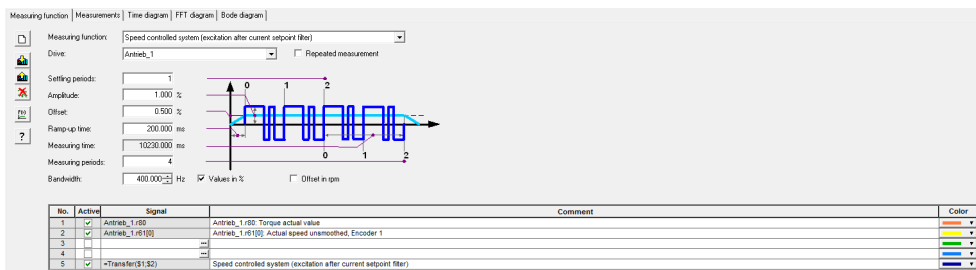 Measuring function Measurements Time diagram FFT diagram Bode diagram
Measuring function: Speed controlled system (excitation after current setpoint filter)
Drive: Antrieb_1 Repeated measurement
Settling periods: 1
Amplitude: 1.000 %
Offset: 0.500 %
Ramp-up time: 200.000 ms
Measuring time: 10230.000 ms
Measuring periods: 4
Bandwidth: 400.000 Hz Values in % Offset in rpm
0 1 2
0 1 2
?
No. Active Signal Comment Color
1 Antrieb_1.r80 Antrieb_1.r80: Torque actual value
2 Antrieb_1.r61[0] Antrieb_1.r61[0]: Actual speed unsmoothed, Encoder 1
3 ...
4 ...
5 =Transfer($1;$2) Speed controlled system (excitation after current setpoint filter)